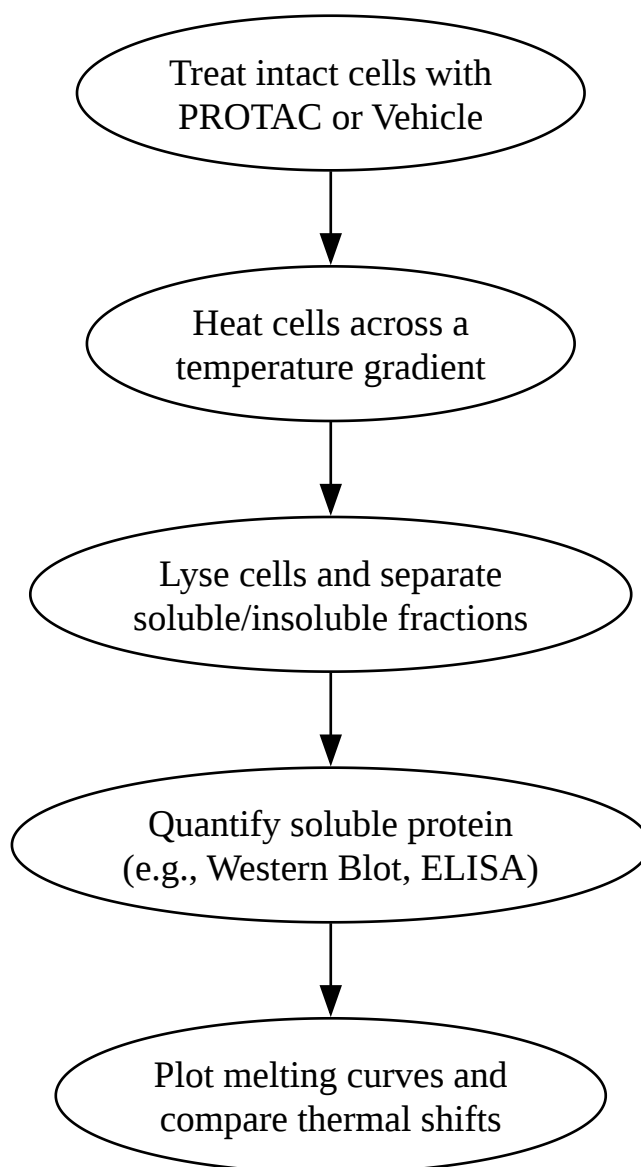 Treat intact cells with
PROTAC or Vehicle
Heat cells across a
temperature gradient
Lyse cells and separate
soluble/insoluble fractions
Quantify soluble protein
(e.g., Western Blot, ELISA)
Plot melting curves and
compare thermal shifts